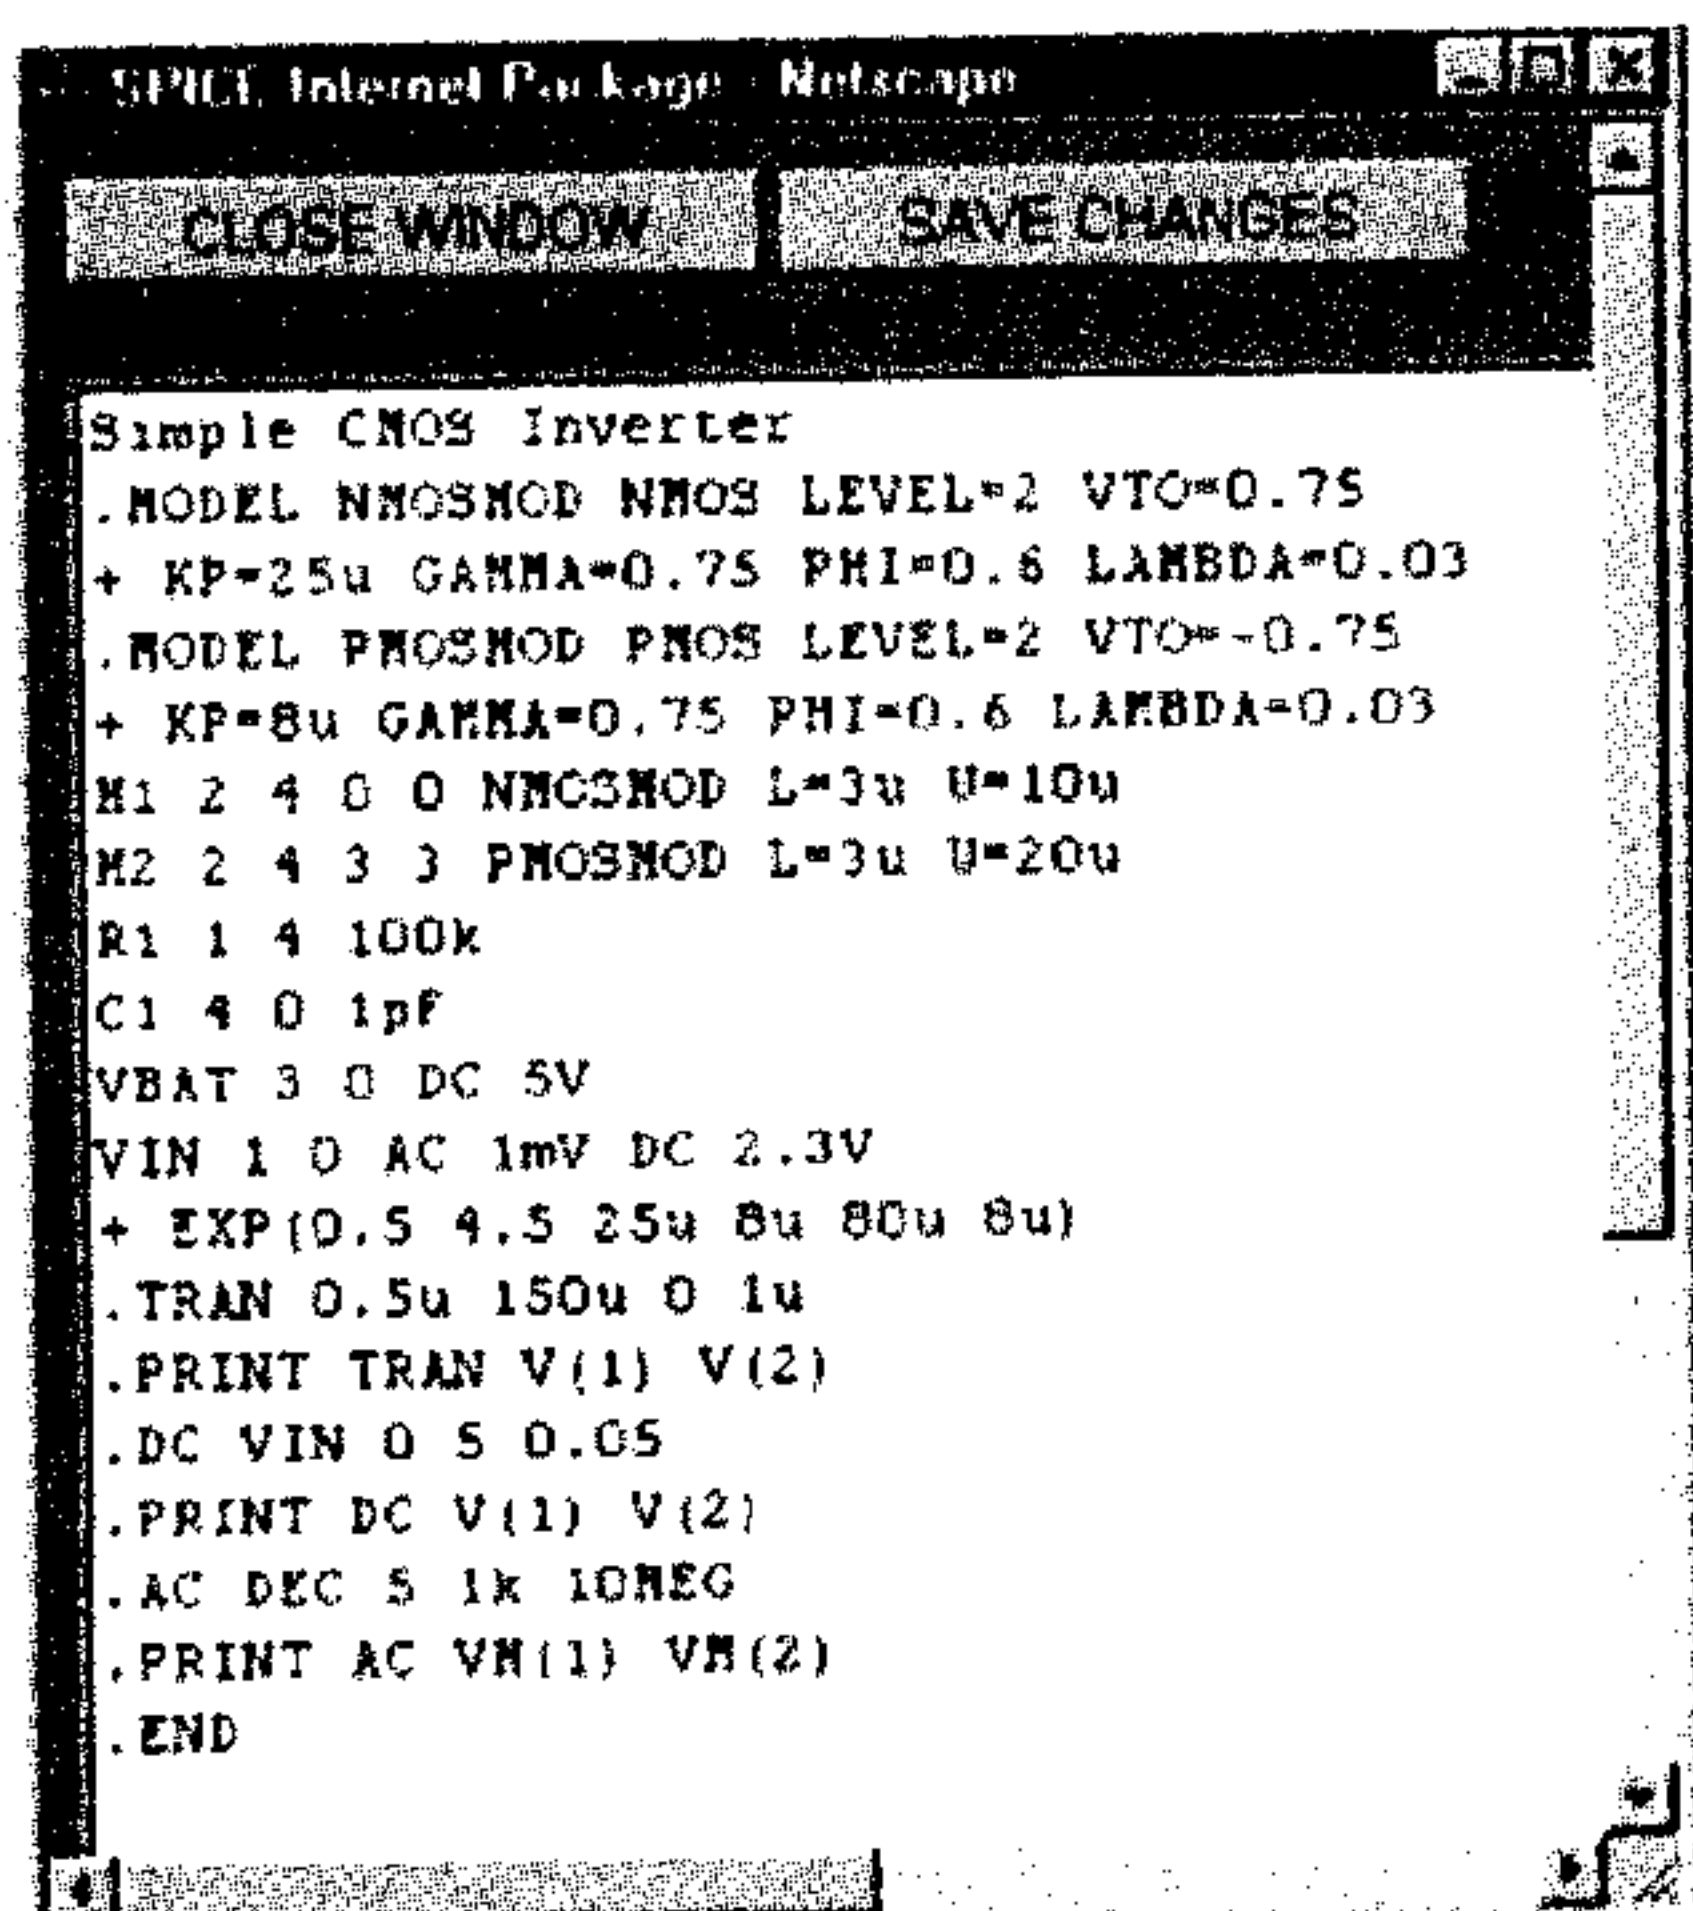 SPICE Internet Package - Netscape
CLOSE WINDOW SAVE CHANGES
Simple CMOS Inverter
.MODEL NMOSMOD NMOS LEVEL=2 VTO=0.75
+ KP=25u GAMMA=0.75 PHI=0.6 LAMBDA=0.03
.MODEL PMOSMOD PMOS LEVEL=2 VTO=-0.75
+ KP=8u GAMMA=0.75 PHI=0.6 LAMBDA=0.03
M1 2 4 0 0 NMOSMOD L=3u W=10u
M2 2 4 3 3 PMOSMOD L=3u W=20u
R1 1 4 100k
C1 4 0 1pf
VBAT 3 0 DC 5V
VIN 1 0 AC 1mV DC 2.3V
+ EXP(0.5 4.5 25u 8u 80u 8u)
.TRAN 0.5u 150u 0 1u
.PRINT TRAN V(1) V(2)
.DC VIN 0 5 0.05
.PRINT DC V(1) V(2)
.AC DEC 5 1k 10MEG
.PRINT AC VM(1) VM(2)
.END